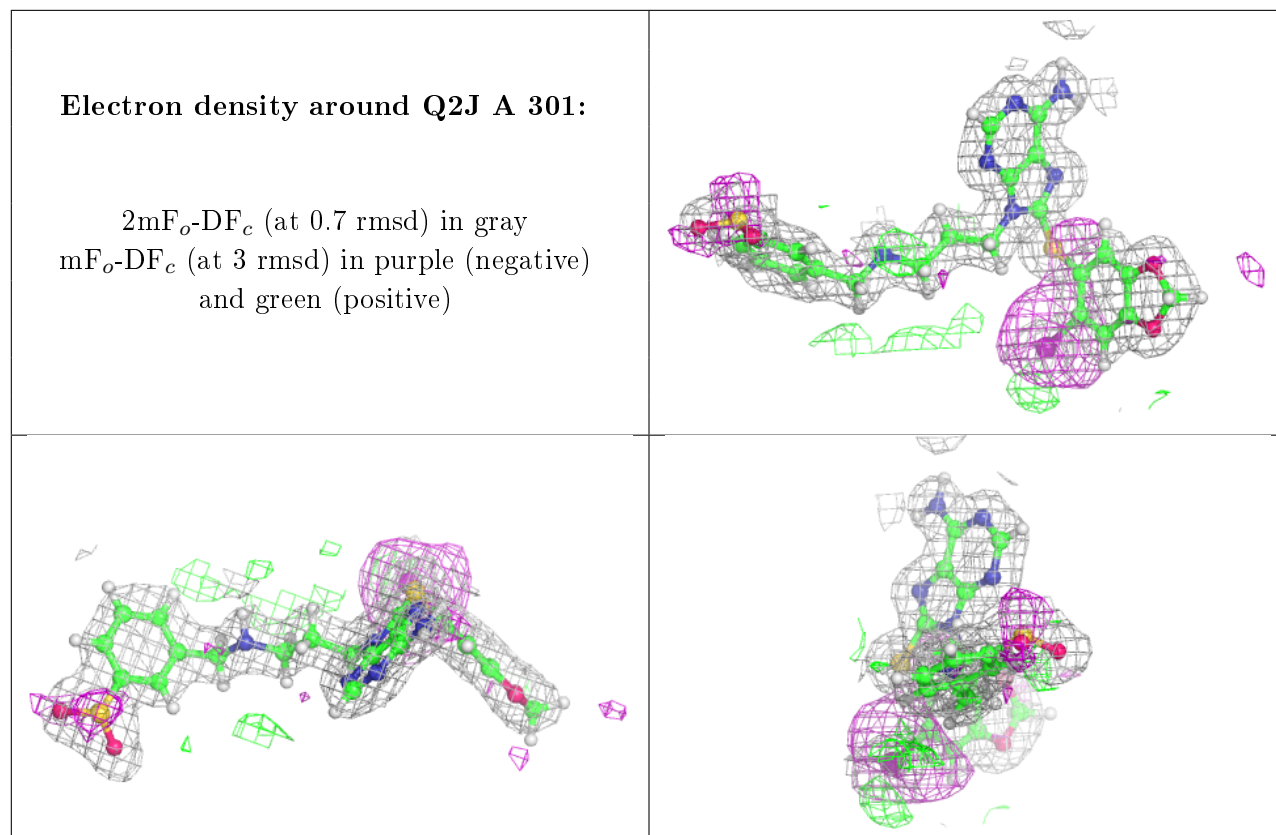 Electron density around Q2J A 301:
2mFo-DFc (at 0.7 rmsd) in gray
mFo-DFc (at 3 rmsd) in purple (negative)
and green (positive)